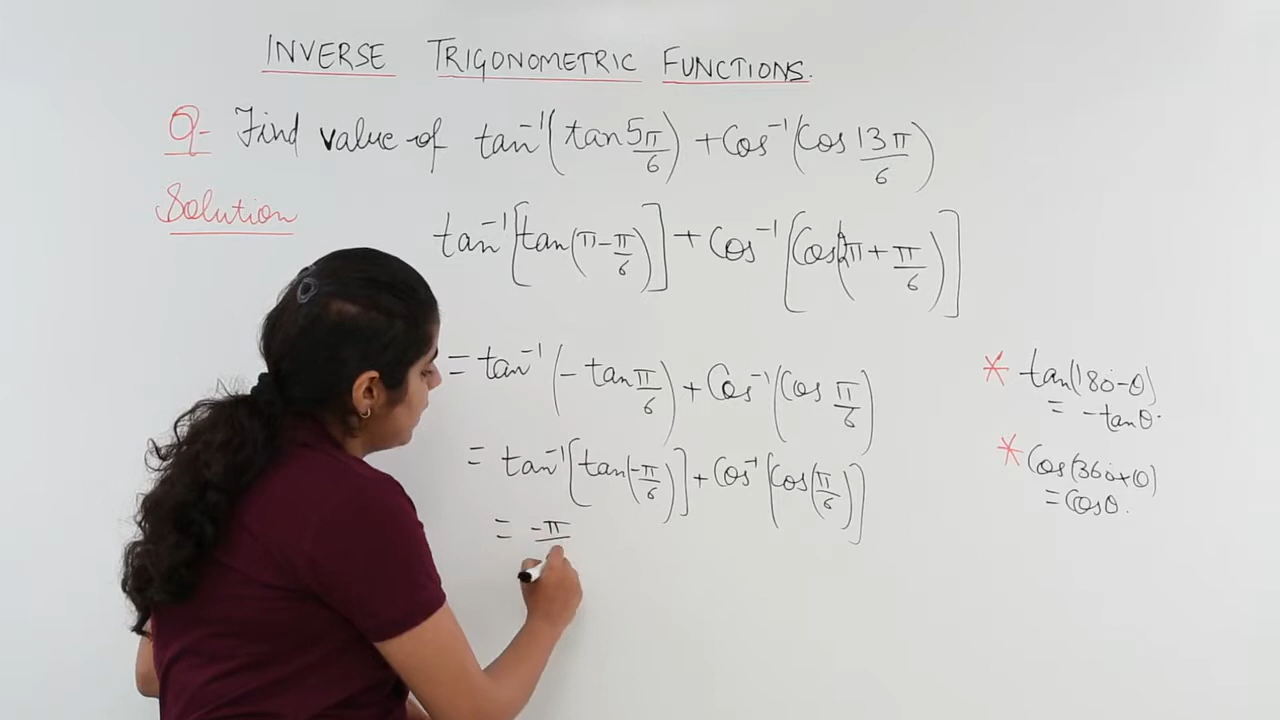 INVERSE TRIGONOMETRIC FUNCTIONS.
Q- Find value of tan⁻¹(tan 5π/6) + Cos⁻¹(Cos 13π/6)
Solution
tan⁻¹[tan(π-π/6)] + Cos⁻¹[Cos(2π+π/6)]
= tan⁻¹(-tan π/6) + Cos⁻¹(Cos π/6)
= tan⁻¹[tan(-π/6)] + Cos⁻¹[Cos(π/6)]
= -π
* tan(180-θ)
= -tanθ.
* Cos(360+θ)
= Cosθ.